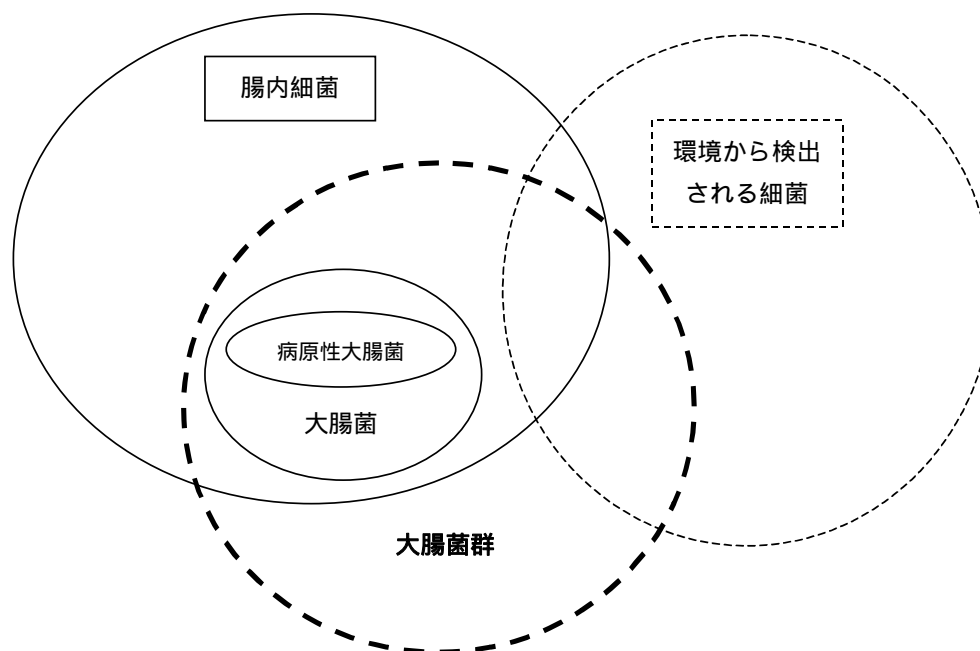 腸内細菌
環境から検出
される細菌
病原性大腸菌
大腸菌
大腸菌群